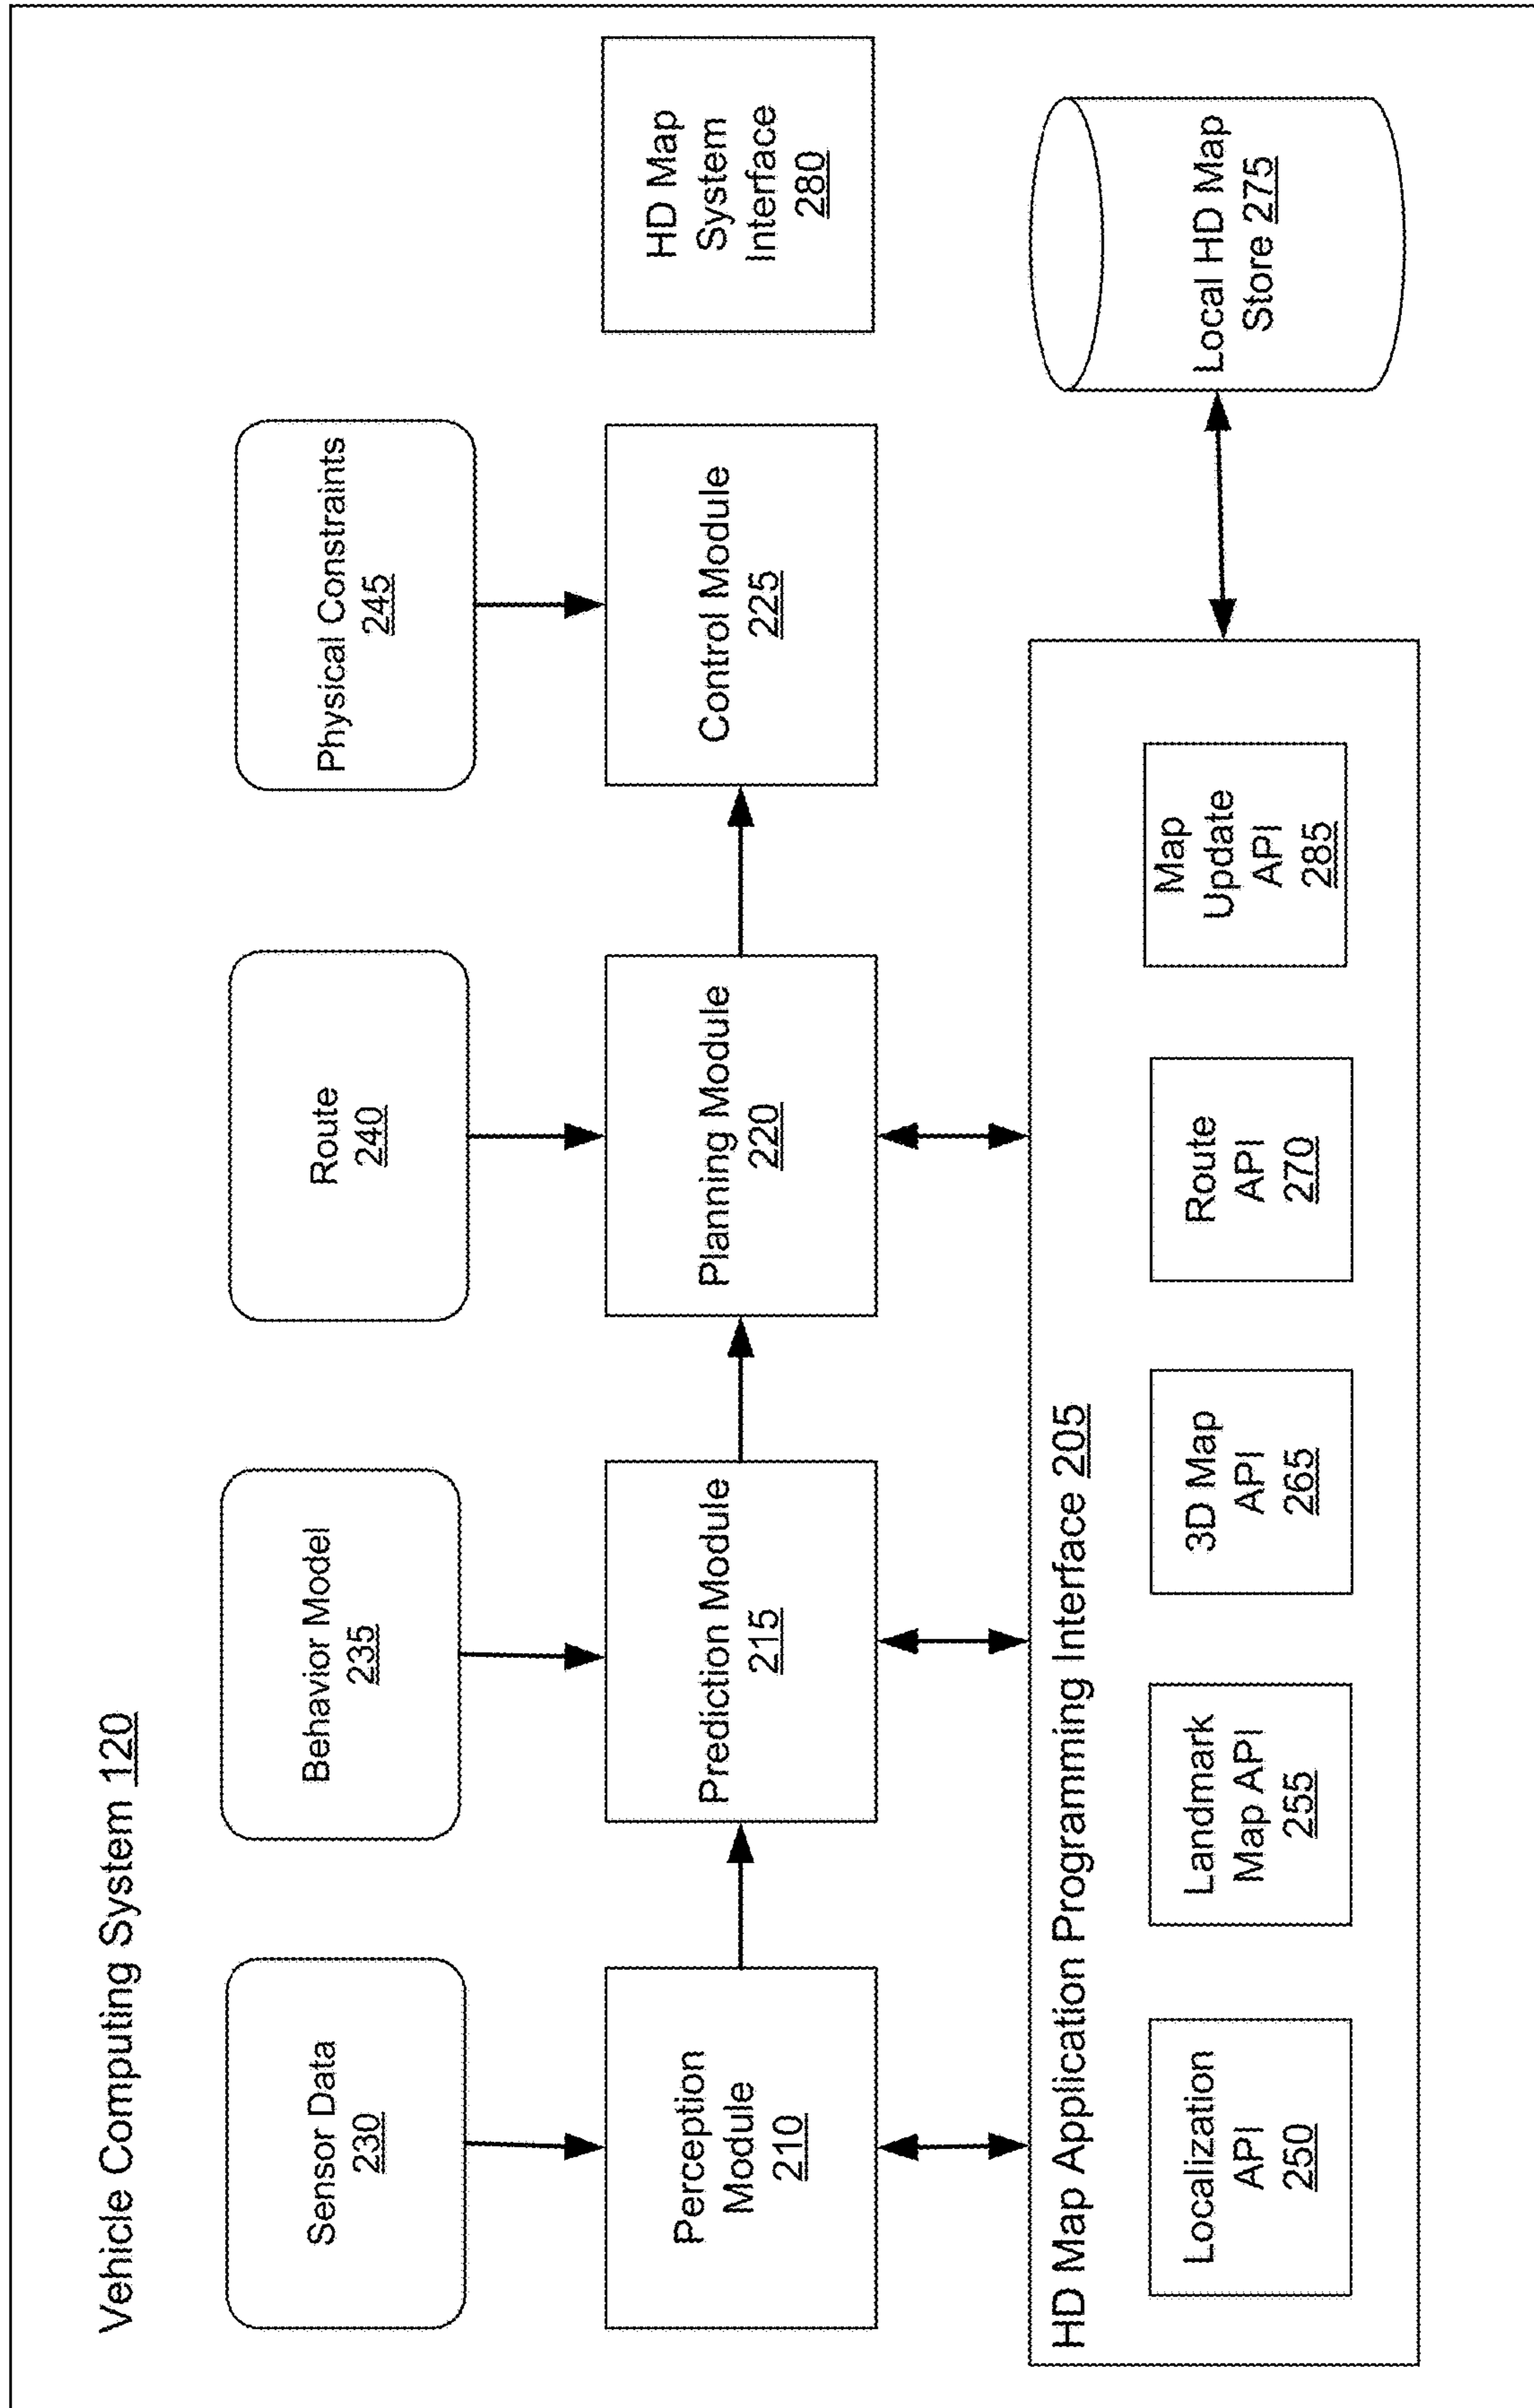 Vehicle Computing System 120
Sensor Data
230
Behavior Model
235
Route
240
Physical Constraints
245
Perception
Module
210
Prediction Module
215
Planning Module
220
Control Module
225
HD Map
System
Interface
280
HD Map Application Programming Interface 205
Localization
API
250
Landmark
Map API
255
3D Map
API
265
Route
API
270
Map
Update
API
285
Local HD Map
Store 275